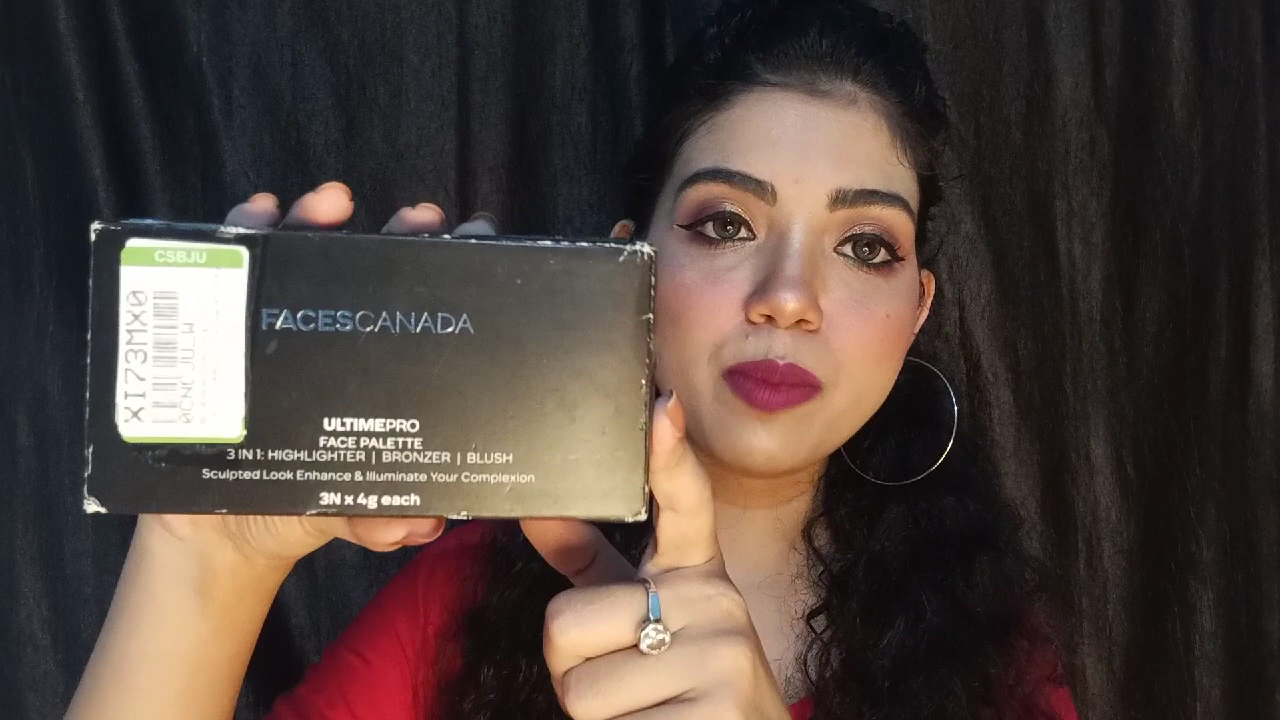 CSBJU
XI73MX0
FACESCANADA
ULTIMEPRO
FACE PALETTE
3 IN 1: HIGHLIGHTER | BRONZER | BLUSH
Sculpted Look Enhance & Illuminate Your Complexion
3N x 4g each